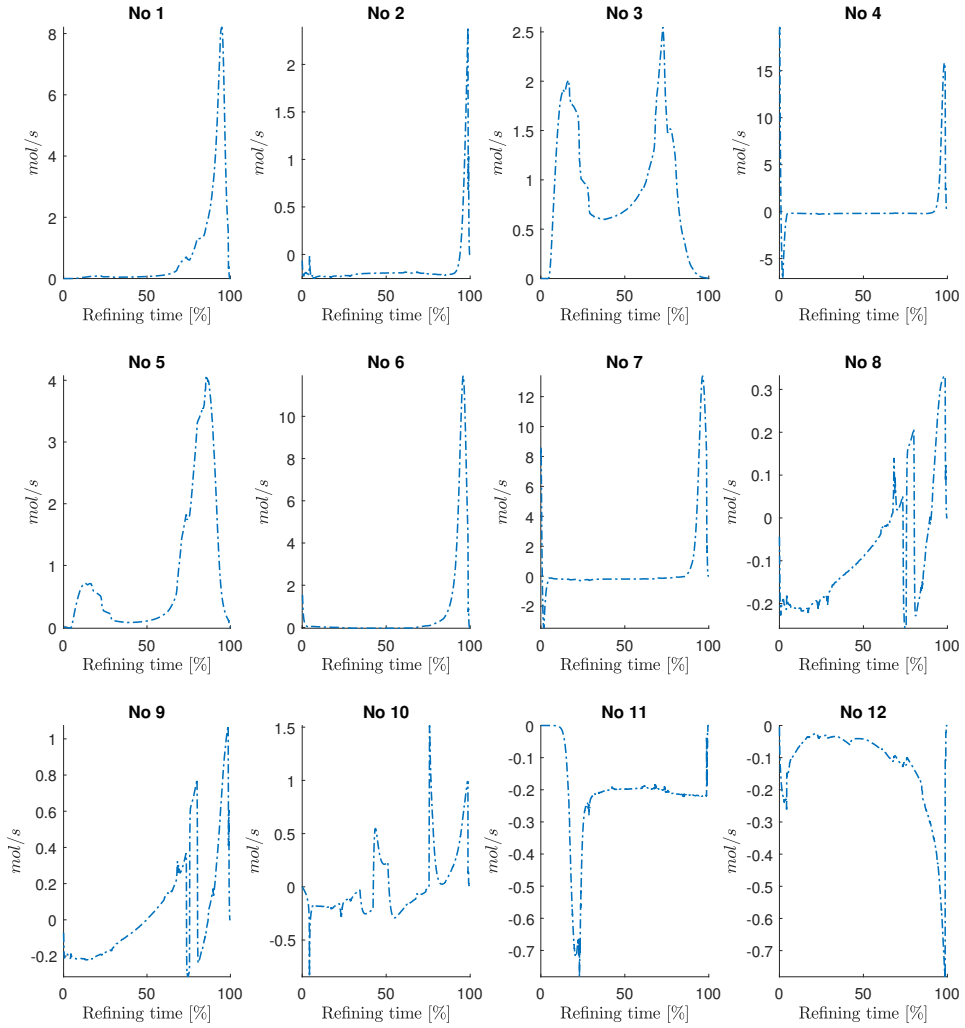 No 1 No 2 No 3 No 4
8 6 4 2 0
mol/s
0 50 100
Refining time [%]
2 1.5 1 0.5 0
mol/s
0 50 100
Refining time [%]
2.5 2 1.5 1 0.5 0
mol/s
0 50 100
Refining time [%]
15 10 5 0 -5
mol/s
0 50 100
Refining time [%]
No 5 No 6 No 7 No 8
4 3 2 1 0
mol/s
0 50 100
Refining time [%]
10 8 6 4 2 0
mol/s
0 50 100
Refining time [%]
12 10 8 6 4 2 0 -2
mol/s
0 50 100
Refining time [%]
0.3 0.2 0.1 0 -0.1 -0.2
mol/s
0 50 100
Refining time [%]
No 9 No 10 No 11 No 12
1 0.8 0.6 0.4 0.2 0 -0.2
mol/s
0 50 100
Refining time [%]
1.5 1 0.5 0 -0.5
mol/s
0 50 100
Refining time [%]
0 -0.1 -0.2 -0.3 -0.4 -0.5 -0.6 -0.7
mol/s
0 50 100
Refining time [%]
0 -0.1 -0.2 -0.3 -0.4 -0.5 -0.6 -0.7
mol/s
0 50 100
Refining time [%]